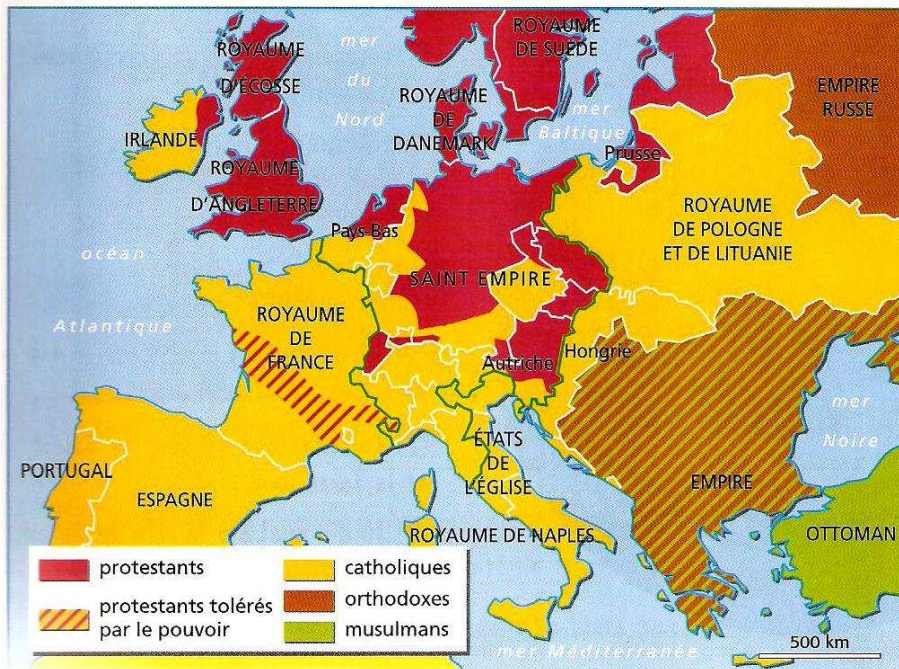 ROYAUME
D'ÉCOSSE
mer
du
Nord
ROYAUME
DE SUÈDE
EMPIRE
RUSSE
IRLANDE
ROYAUME
DE
DANEMARK
mer
Baltique
Prusse
ROYAUME
D'ANGLETERRE
Pays-Bas
ROYAUME
DE POLOGNE
ET DE LITUANIE
océan
Atlantique
SAINT EMPIRE
ROYAUME
DE
FRANCE
Autriche
Hongrie
mer
Noire
PORTUGAL
ESPAGNE
ÉTATS
DE
L'ÉGLISE
EMPIRE
OTTOMAN
ROYAUME DE NAPLES
protestants
protestants tolérés
par le pouvoir
catholiques
orthodoxes
musulmans
mer Méditerranée
500 km